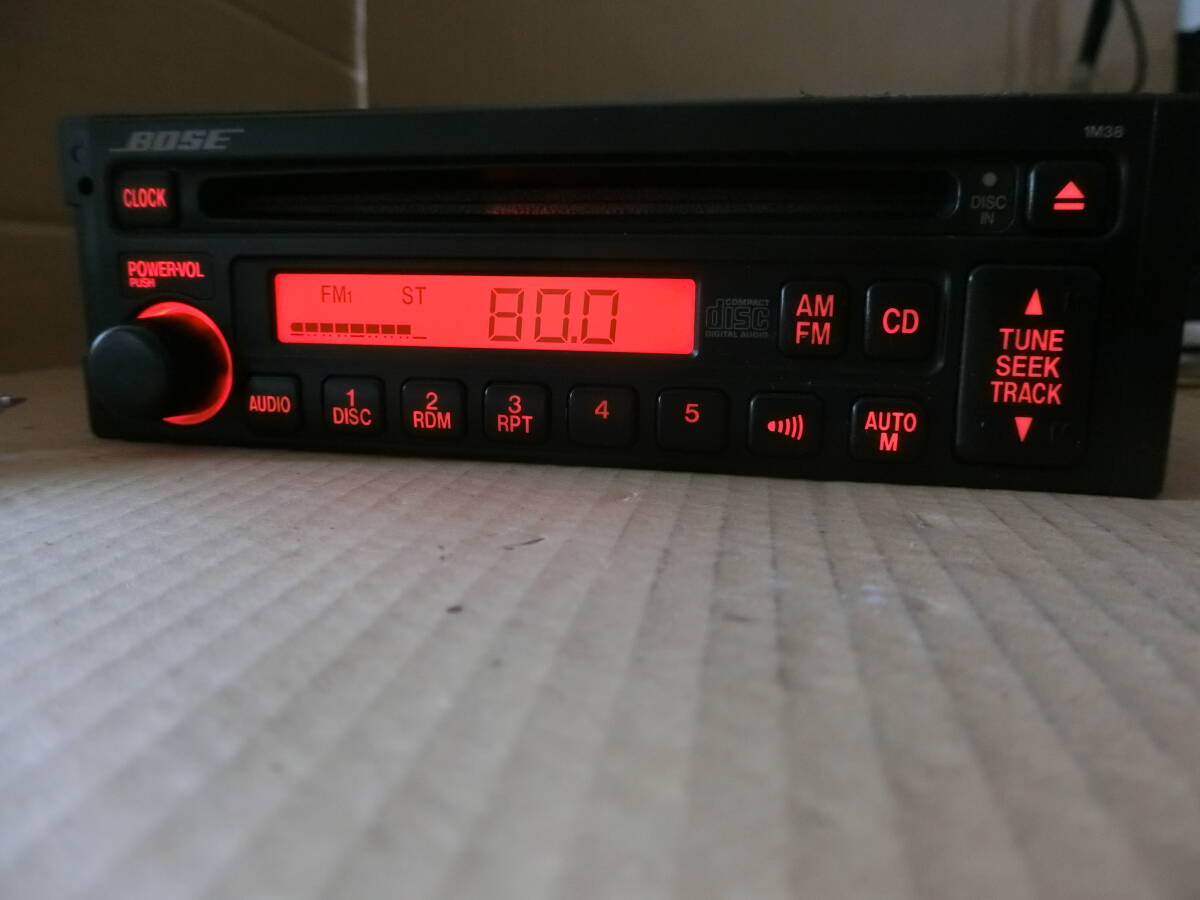 BOSE
1M38
CLOCK
DISC
IN
POWER•VOL
PUSH
FM1
ST
80.0
COMPACT
disc
DIGITAL AUDIO
AM
FM
CD
TUNE
SEEK
TRACK
AUDIO
1
DISC
2
RDM
3
RPT
4
5
AUTO
M